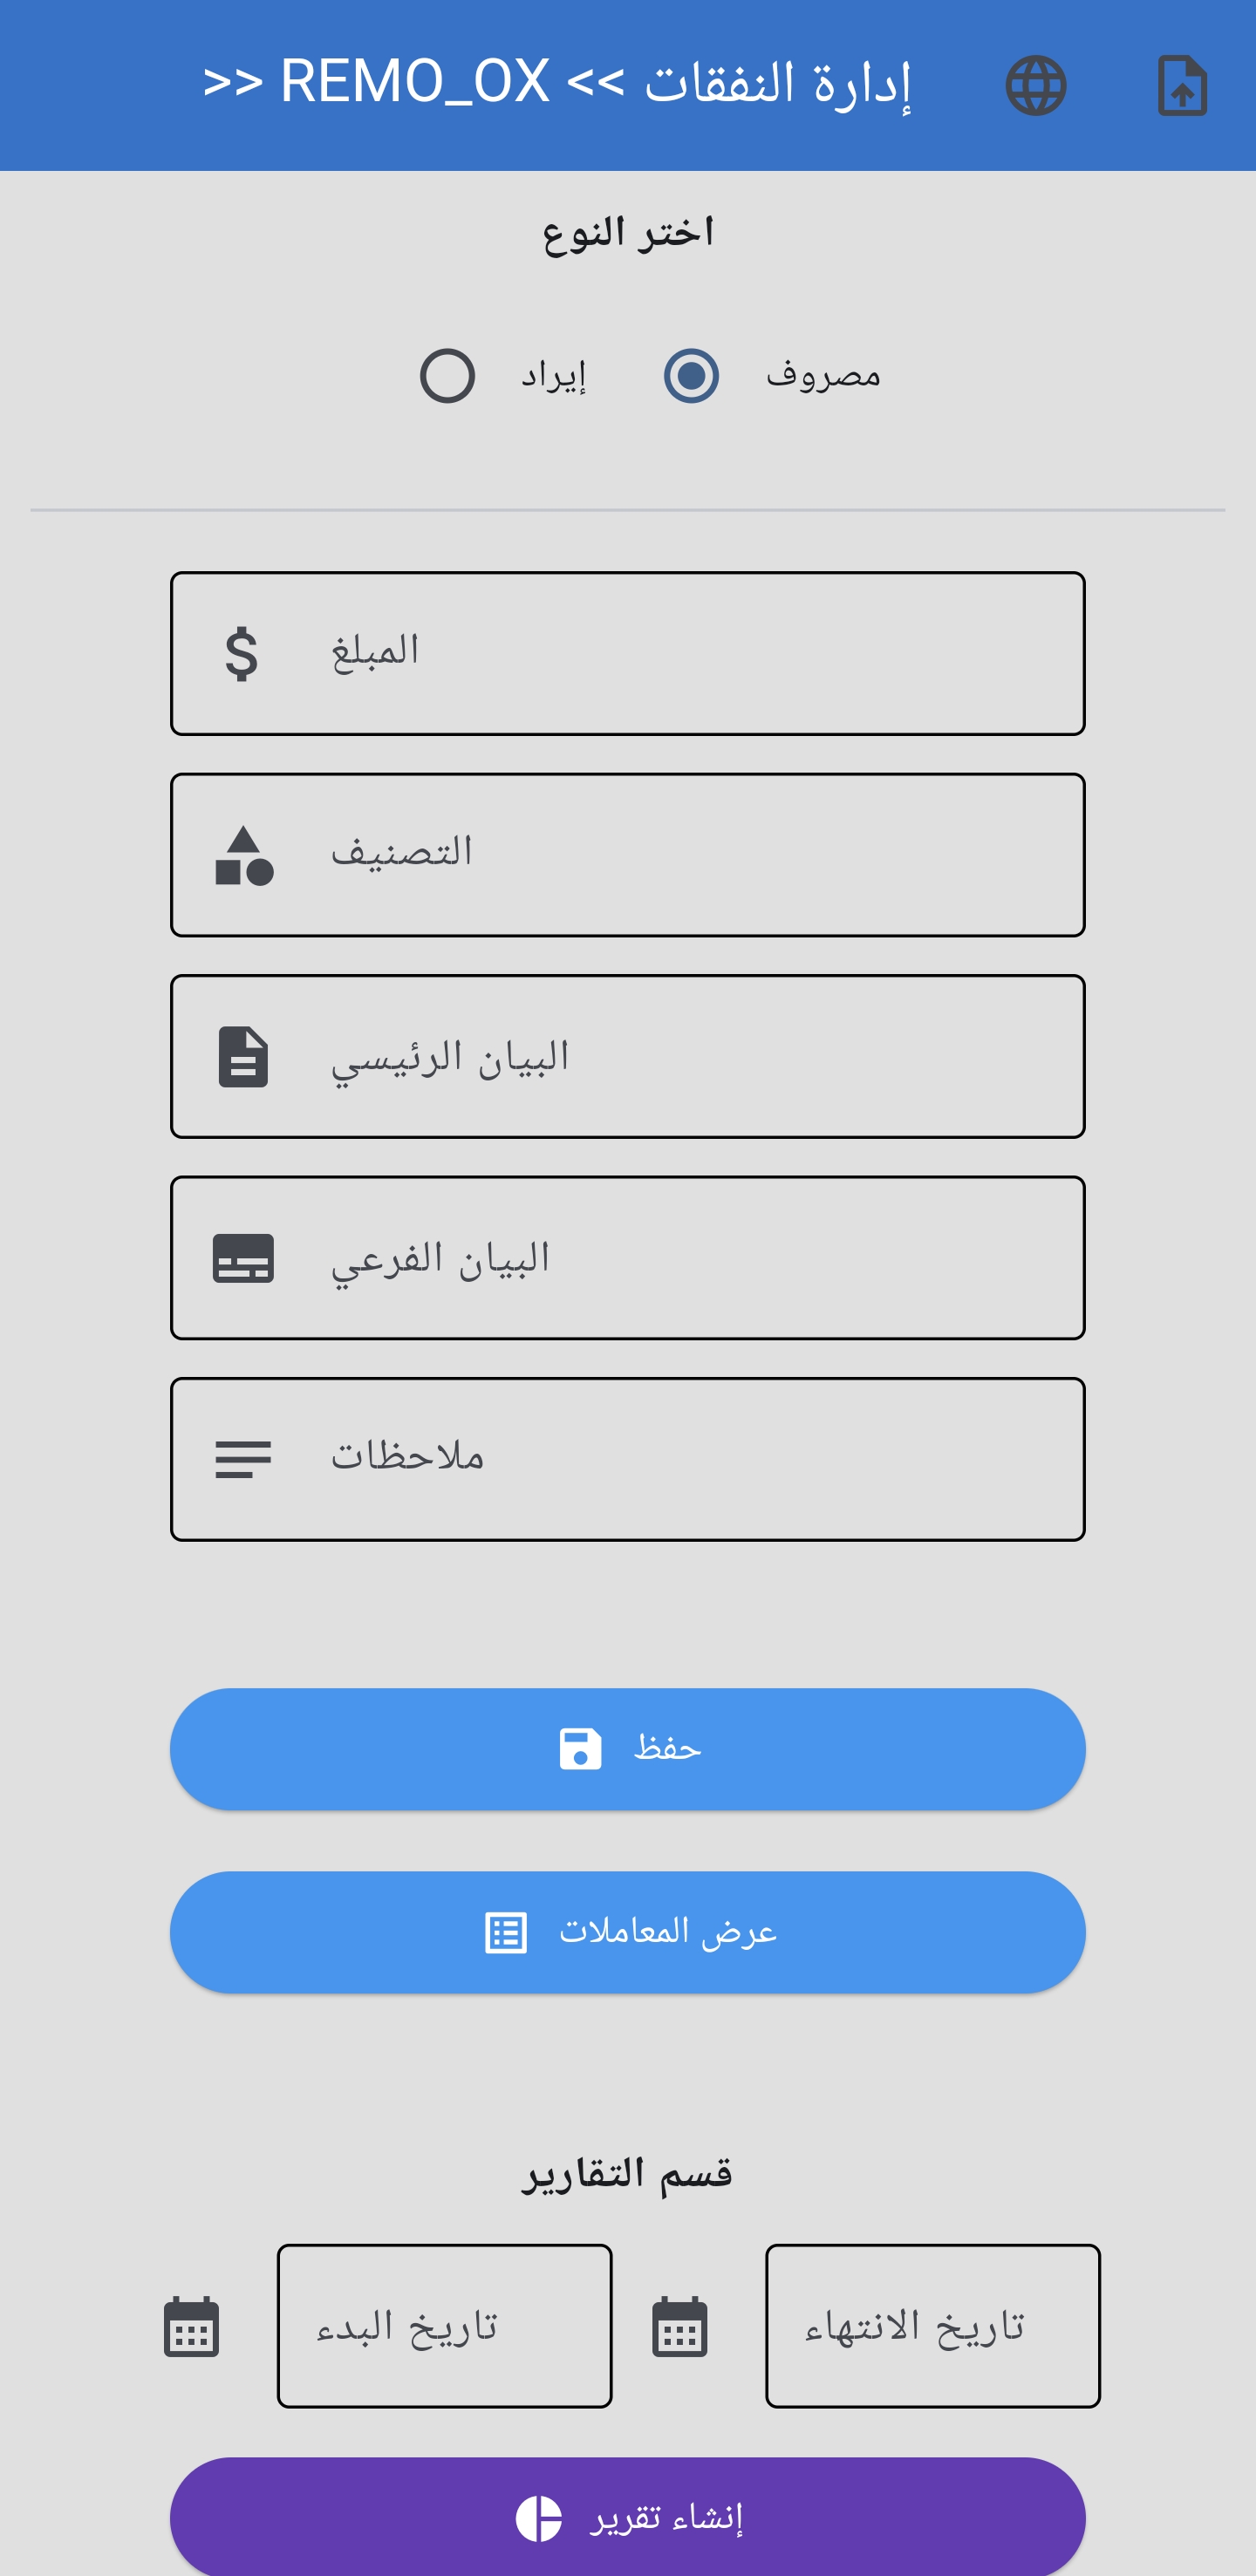 إدارة النفقات >> REMO_OX <<
اختر النوع
مصروف
إيراد
المبلغ
التصنيف
البيان الرئيسي
البيان الفرعي
ملاحظات
حفظ
عرض المعاملات
قسم التقارير
تاريخ البدء
تاريخ الانتهاء
إنشاء تقرير